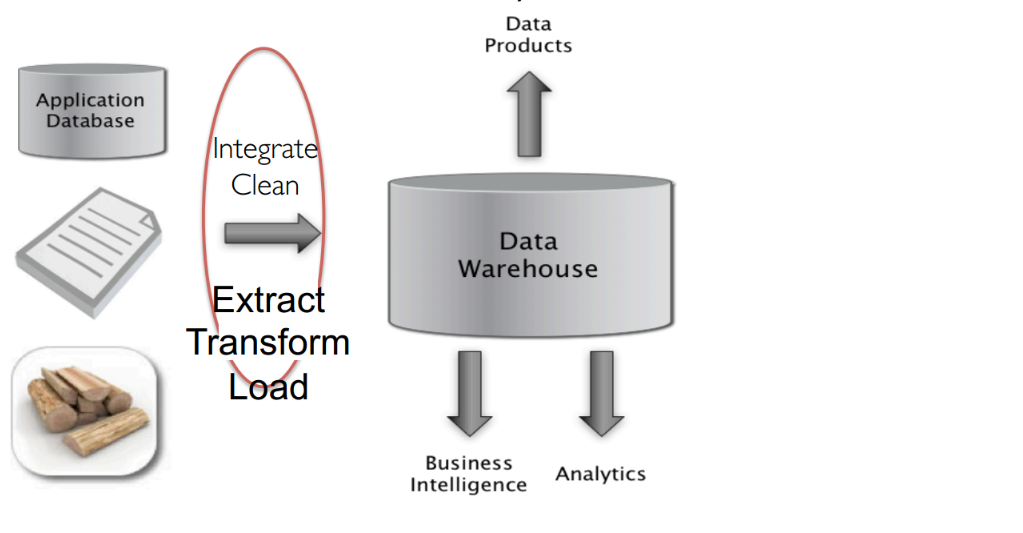 Data
Products
Application
Database
Integrate
Clean
Extract
Transform
Load
Data
Warehouse
Business
Intelligence
Analytics